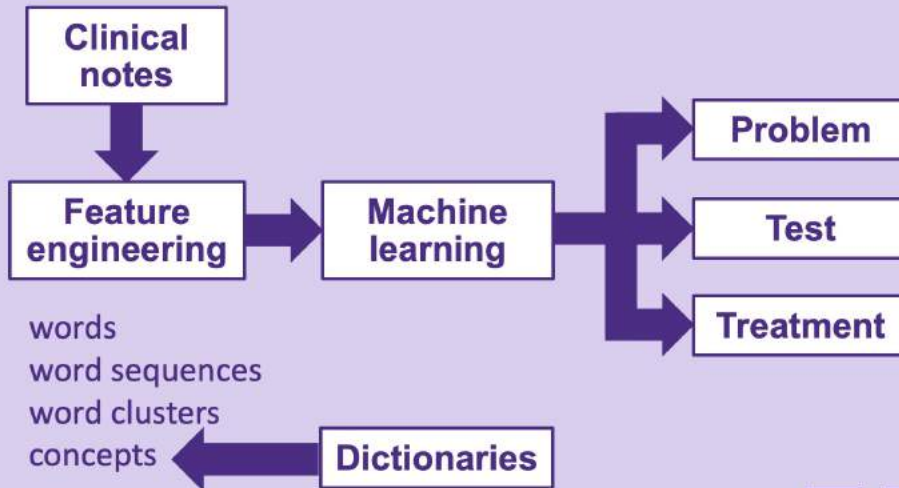 Clinical
notes
Feature
engineering
Machine
learning
Problem
Test
Treatment
words
word sequences
word clusters
concepts
Dictionaries